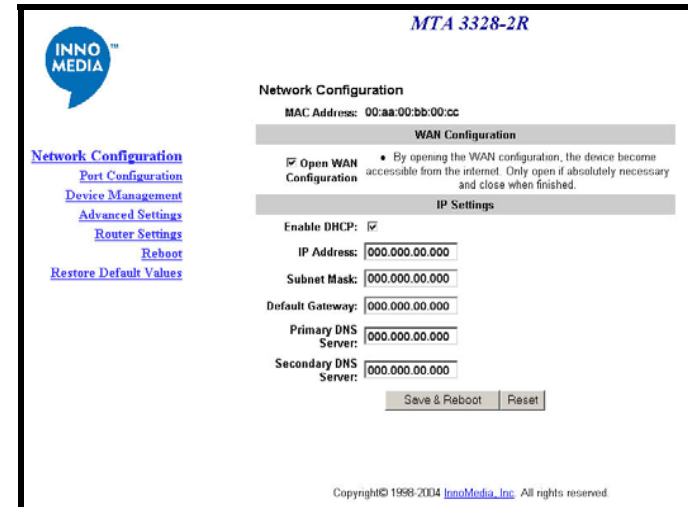 MTA 3328-2R
INNO
MEDIA
™
Network Configuration
MAC Address: 00:aa:00:bb:00:cc
WAN Configuration
Open WAN
Configuration
• By opening the WAN configuration, the device become
accessible from the internet. Only open if absolutely necessary
and close when finished.
IP Settings
Enable DHCP:
IP Address: 000.000.00.000
Subnet Mask: 000.000.00.000
Default Gateway: 000.000.00.000
Primary DNS
Server: 000.000.00.000
Secondary DNS
Server: 000.000.00.000
Save & Reboot Reset
Network Configuration
Port Configuration
Device Management
Advanced Settings
Router Settings
Reboot
Restore Default Values
Copyright© 1998-2004 InnoMedia, Inc. All rights reserved.